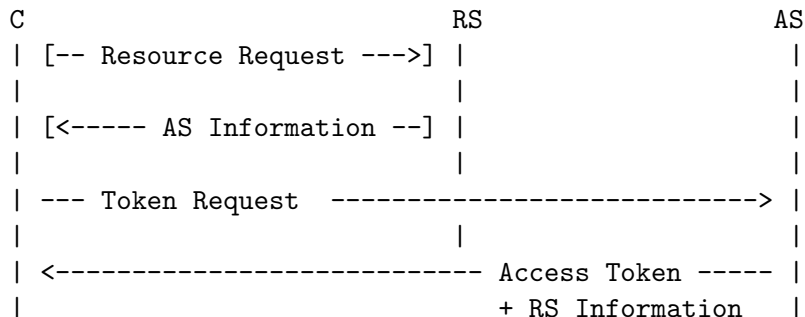 C                            RS                    AS
| [-- Resource Request --->] |                     |
|                            |                     |
| [<----- AS Information --] |                     |
|                            |                     |
| --- Token Request  ----------------------------> |
|                            |                     |
| <---------------------------- Access Token ----- |
|                               + RS Information   |